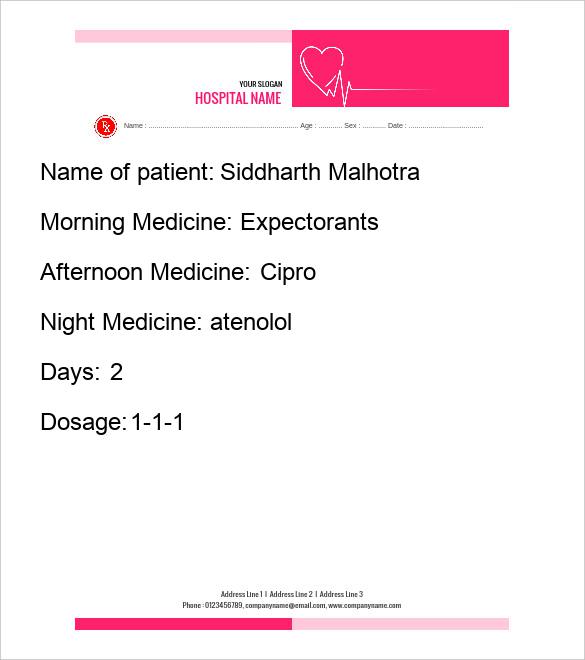 YOUR SLOGAN
HOSPITAL NAME
Rx
Name : ........................................................................ Age : ............ Sex : ............ Date : ....................................
Name of patient: Siddharth Malhotra
Morning Medicine: Expectorants
Afternoon Medicine: Cipro
Night Medicine: atenolol
Days: 2
Dosage: 1-1-1
Address Line 1 I Address Line 2 I Address Line 3
Phone : 0123456789, companyname@email.com, www.companyname.com